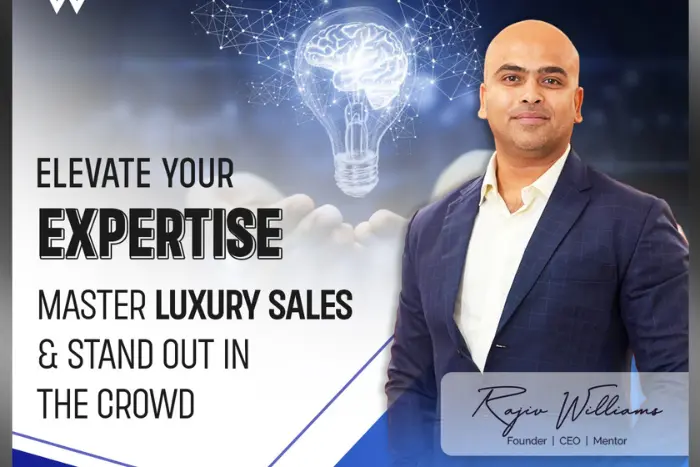 ELEVATE YOUR
EXPERTISE
MASTER LUXURY SALES
& STAND OUT IN
THE CROWD
Rajiv Williams
Founder | CEO | Mentor